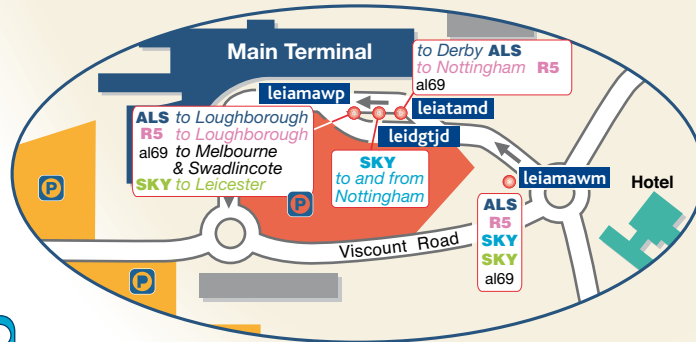 Main Terminal
to Derby ALS
to Nottingham R5
al69
leiamawp
leiatamd
ALS to Loughborough
R5 to Loughborough
al69 to Melbourne
& Swadlincote
SKY to Leicester
leidgtjd
SKY
to and from
Nottingham
leiamawm
Hotel
P
P
ALS
R5
SKY
SKY
al69
Viscount Road
P